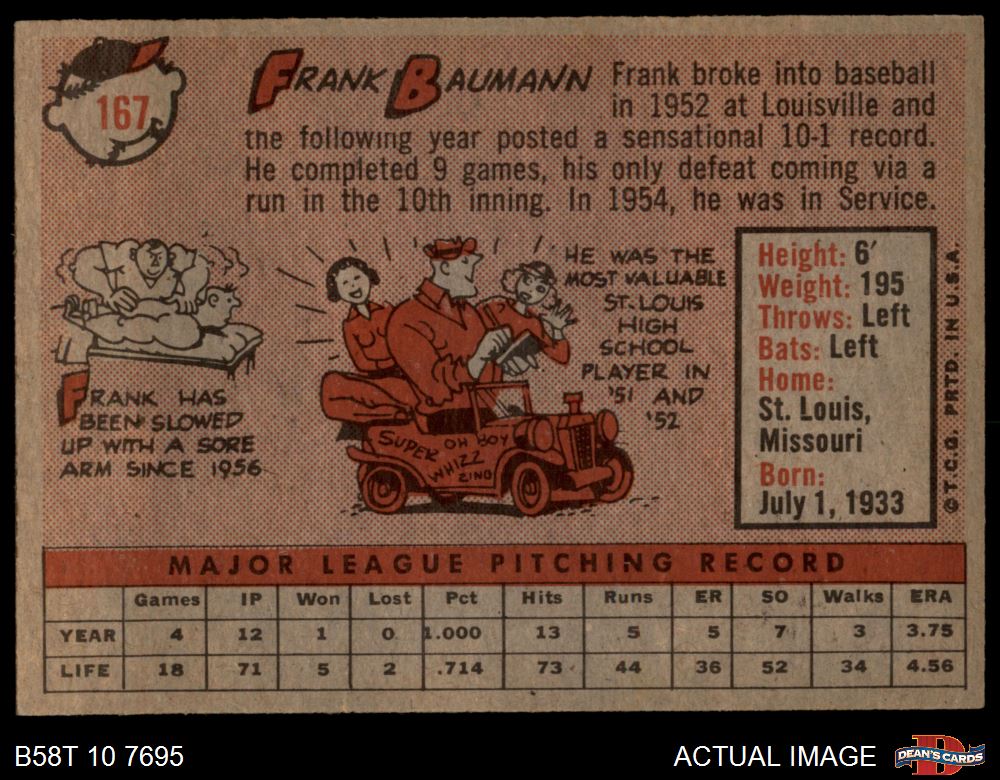 167
FRANK BAUMANN Frank broke into baseball
in 1952 at Louisville and
the following year posted a sensational 10-1 record.
He completed 9 games, his only defeat coming via a
run in the 10th inning. In 1954, he was in Service.
FRANK HAS
BEEN SLOWED
UP WITH A SORE
ARM SINCE 1956
HE WAS THE
MOST VALUABLE
ST. LOUIS
HIGH
SCHOOL
PLAYER IN
'51 AND
'52
SUPER OH BOY
WHIZZ
ZING
Height: 6'
Weight: 195
Throws: Left
Bats: Left
Home:
St. Louis,
Missouri
Born:
July 1, 1933
© T.C.G. PRTD. IN U.S.A.
MAJOR LEAGUE PITCHING RECORD
Games IP Won Lost Pct Hits Runs ER SO Walks ERA
YEAR 4 12 1 0 1.000 13 5 5 7 3 3.75
LIFE 18 71 5 2 .714 73 44 36 52 34 4.56
B58T 10 7695
ACTUAL IMAGE
DEAN'S CARDS